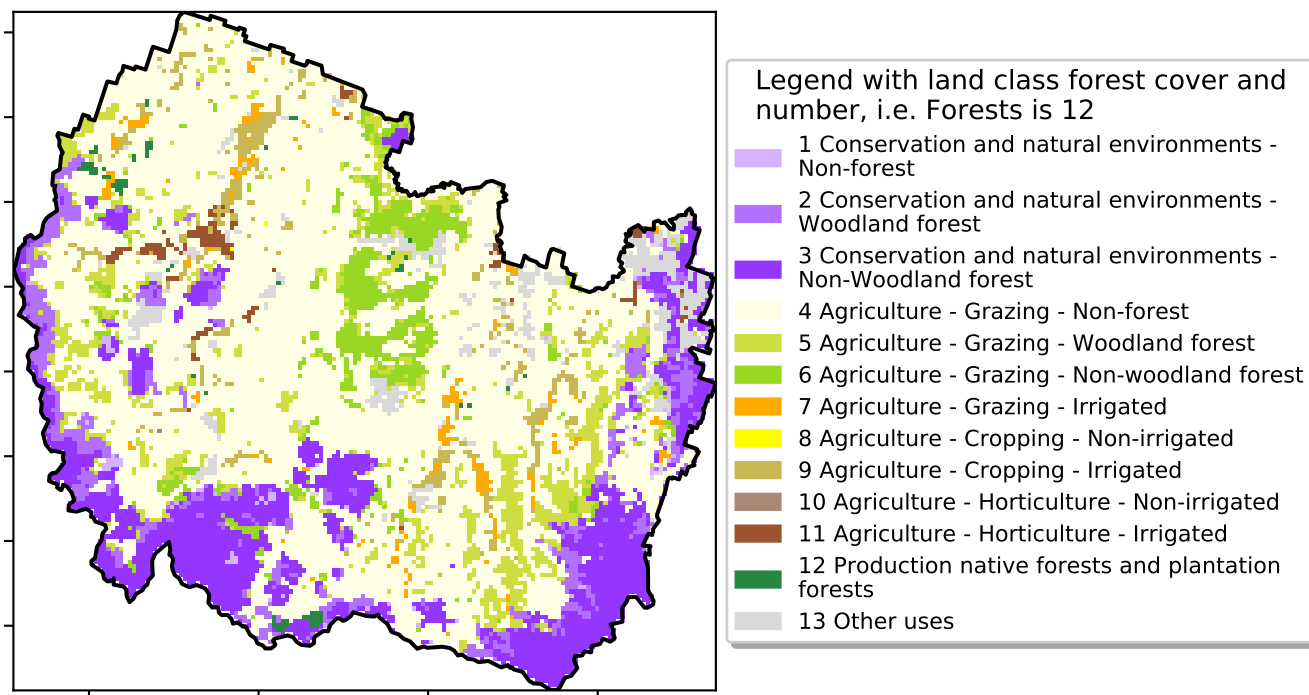 Legend with land class forest cover and
number, i.e. Forests is 12
1 Conservation and natural environments -
Non-forest
2 Conservation and natural environments -
Woodland forest
3 Conservation and natural environments -
Non-Woodland forest
4 Agriculture - Grazing - Non-forest
5 Agriculture - Grazing - Woodland forest
6 Agriculture - Grazing - Non-woodland forest
7 Agriculture - Grazing - Irrigated
8 Agriculture - Cropping - Non-irrigated
9 Agriculture - Cropping - Irrigated
10 Agriculture - Horticulture - Non-irrigated
11 Agriculture - Horticulture - Irrigated
12 Production native forests and plantation
forests
13 Other uses